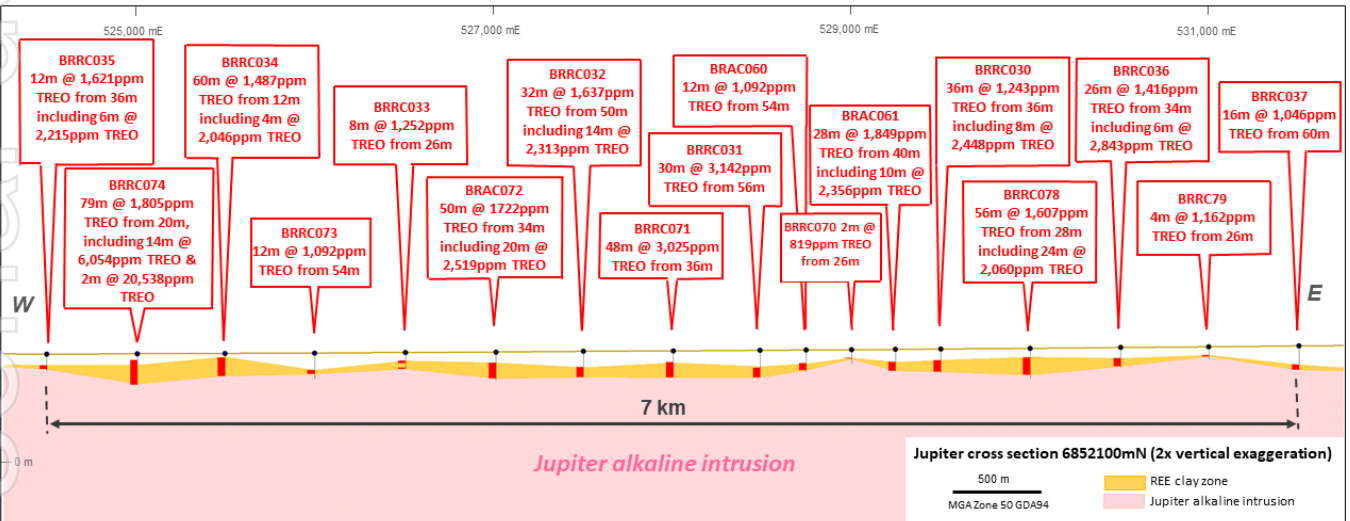 525,000 mE
527,000 mE
529,000 mE
531,000 mE
BRRC035
12m @ 1,621ppm
TREO from 36m
including 6m @
2,215ppm TREO
BRRC074
79m @ 1,805ppm
TREO from 20m,
including 14m @
6,054ppm TREO &
2m @ 20,538ppm
TREO
BRRC034
60m @ 1,487ppm
TREO from 12m
including 4m @
2,046ppm TREO
BRRC073
12m @ 1,092ppm
TREO from 54m
BRRC033
8m @ 1,252ppm
TREO from 26m
BRAC072
50m @ 1722ppm
TREO from 34m
including 20m @
2,519ppm TREO
BRRC032
32m @ 1,637ppm
TREO from 50m
including 14m @
2,313ppm TREO
BRRC071
48m @ 3,025ppm
TREO from 36m
BRAC060
12m @ 1,092ppm
TREO from 54m
BRRC031
30m @ 3,142ppm
TREO from 56m
BRRC070 2m @
819ppm TREO
from 26m
BRAC061
28m @ 1,849ppm
TREO from 40m
including 10m @
2,356ppm TREO
BRRC030
36m @ 1,243ppm
TREO from 36m
including 8m @
2,448ppm TREO
BRRC078
56m @ 1,607ppm
TREO from 28m
including 24m @
2,060ppm TREO
BRRC036
26m @ 1,416ppm
TREO from 34m
including 6m @
2,843ppm TREO
BRRC79
4m @ 1,162ppm
TREO from 26m
BRRC037
16m @ 1,046ppm
TREO from 60m
W
E
7 km
0 m
Jupiter alkaline intrusion
Jupiter cross section 6852100mN (2x vertical exaggeration)
500 m
MGA Zone 50 GDA94
REE clay zone
Jupiter alkaline intrusion